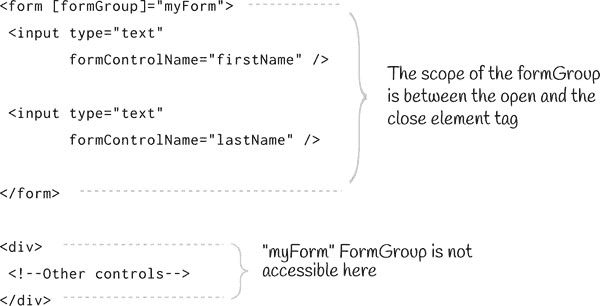 <form [formGroup]="myForm">
<input type="text"
formControlName="firstName" />
<input type="text"
formControlName="lastName" />
</form>
The scope of the formGroup
is between the open and the
close element tag
<div>
<!--Other controls-->
</div>
"myForm" FormGroup is not
accessible here